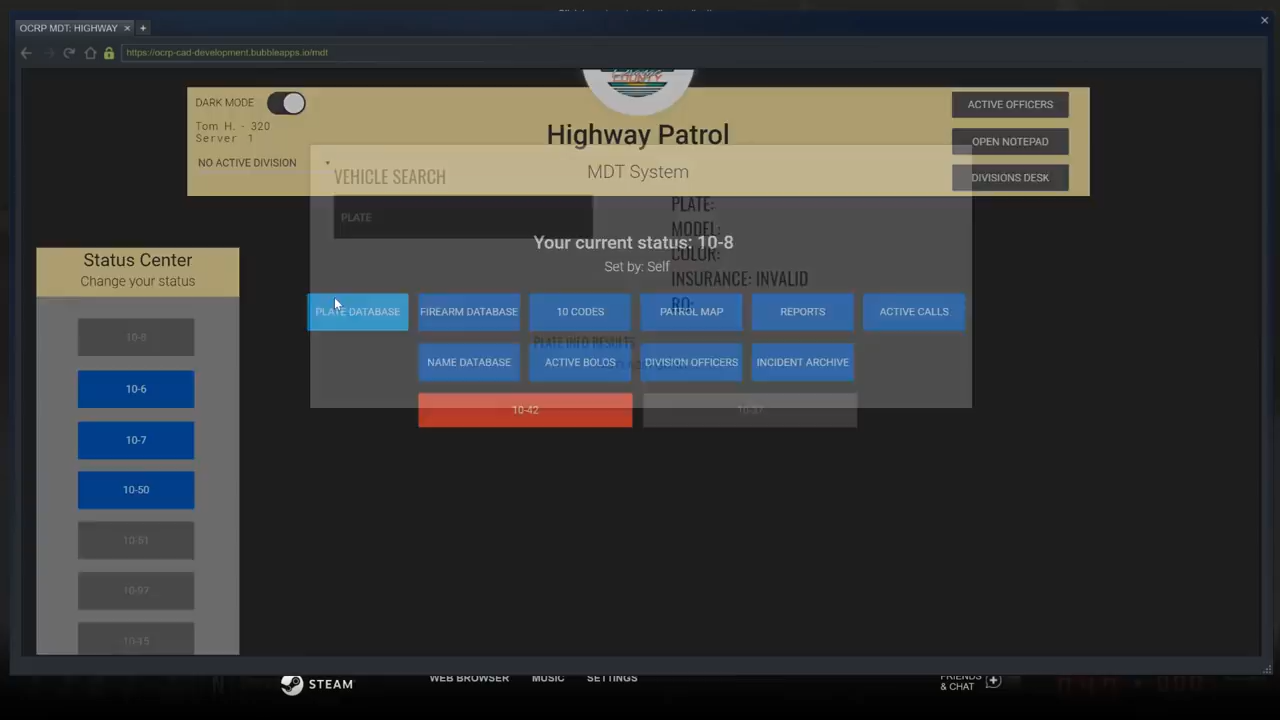 OCRP MDT: HIGHWAY × +
https://ocrp-cad-development.bubbleapps.io/mdt
DARK MODE
Tom H. - 320
Server 1
NO ACTIVE DIVISION
Highway Patrol
MDT System
ACTIVE OFFICERS
OPEN NOTEPAD
DIVISIONS DESK
VEHICLE SEARCH
PLATE
PLATE:
MODEL:
COLOR:
INSURANCE: INVALID
RO:
PLATE INFO RESULTS
Your current status: 10-8
Set by: Self
Status Center
Change your status
10-8
10-6
10-7
10-50
10-97
10-15
PLATE DATABASE
FIREARM DATABASE
10 CODES
PATROL MAP
REPORTS
ACTIVE CALLS
NAME DATABASE
ACTIVE BOLOS
DIVISION OFFICERS
INCIDENT ARCHIVE
10-42
STEAM
WEB BROWSER
MUSIC
SETTINGS
FRIENDS
& CHAT